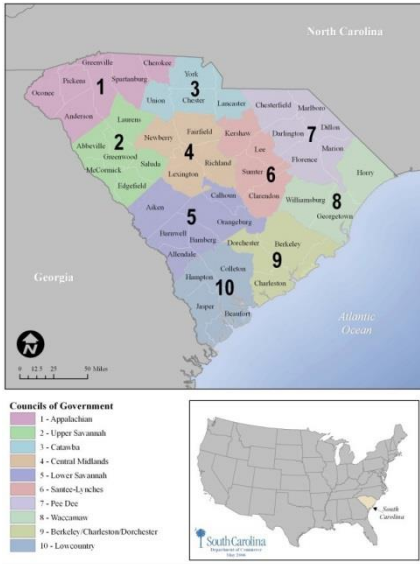 North Carolina
Greenville
Cherokee
Pickens
Spartanburg
Oconee
1
Anderson
York
3
Union
Chester
Lancaster
Chesterfield
Marlboro
Darlington
7
Dillon
Marion
Florence
Laurens
2
Abbeville
Greenwood
McCormick
Saluda
Edgefield
Newberry
Fairfield
4
Richland
Lexington
Kershaw
Lee
Sumter
6
Clarendon
Horry
Williamsburg
8
Georgetown
Calhoun
Aiken
5
Orangeburg
Barnwell
Bamberg
Allendale
Dorchester
Berkeley
9
Charleston
Colleton
Hampton
10
Jasper
Beaufort
Georgia
Atlantic
Ocean
N
0 12.5 25 50 Miles
Councils of Government
1 - Appalachian
2 - Upper Savannah
3 - Catawba
4 - Central Midlands
5 - Lower Savannah
6 - Santee-Lynches
7 - Pee Dee
8 - Waccamaw
9 - Berkeley/Charleston/Dorchester
10 - Lowcountry
South
Carolina
South Carolina
Department of Commerce